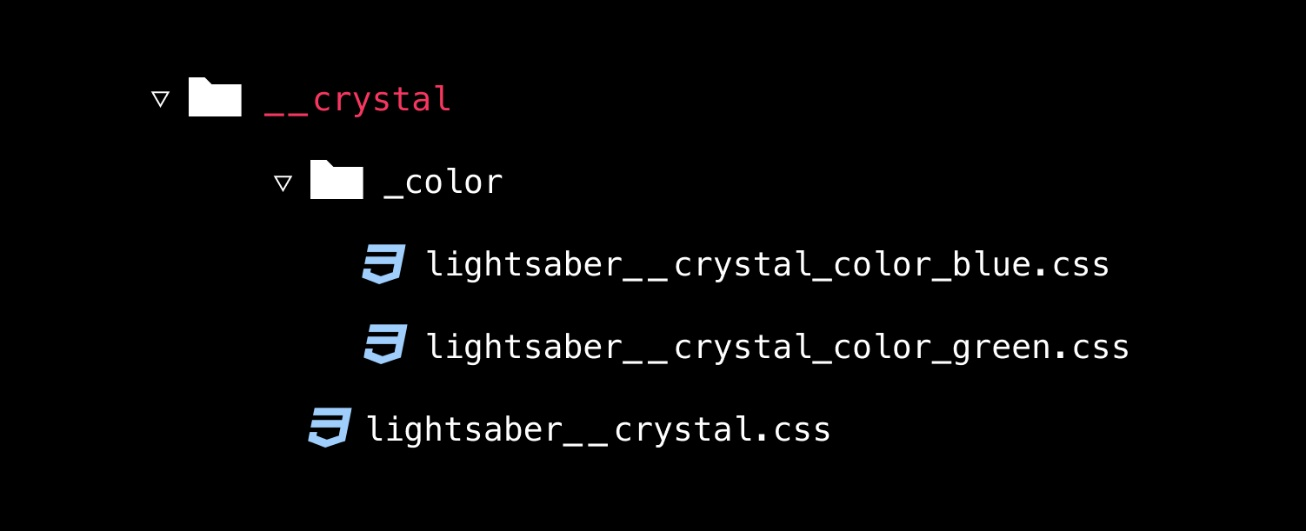 __crystal
_color
lightsaber__crystal_color_blue.css
lightsaber__crystal_color_green.css
lightsaber__crystal.css